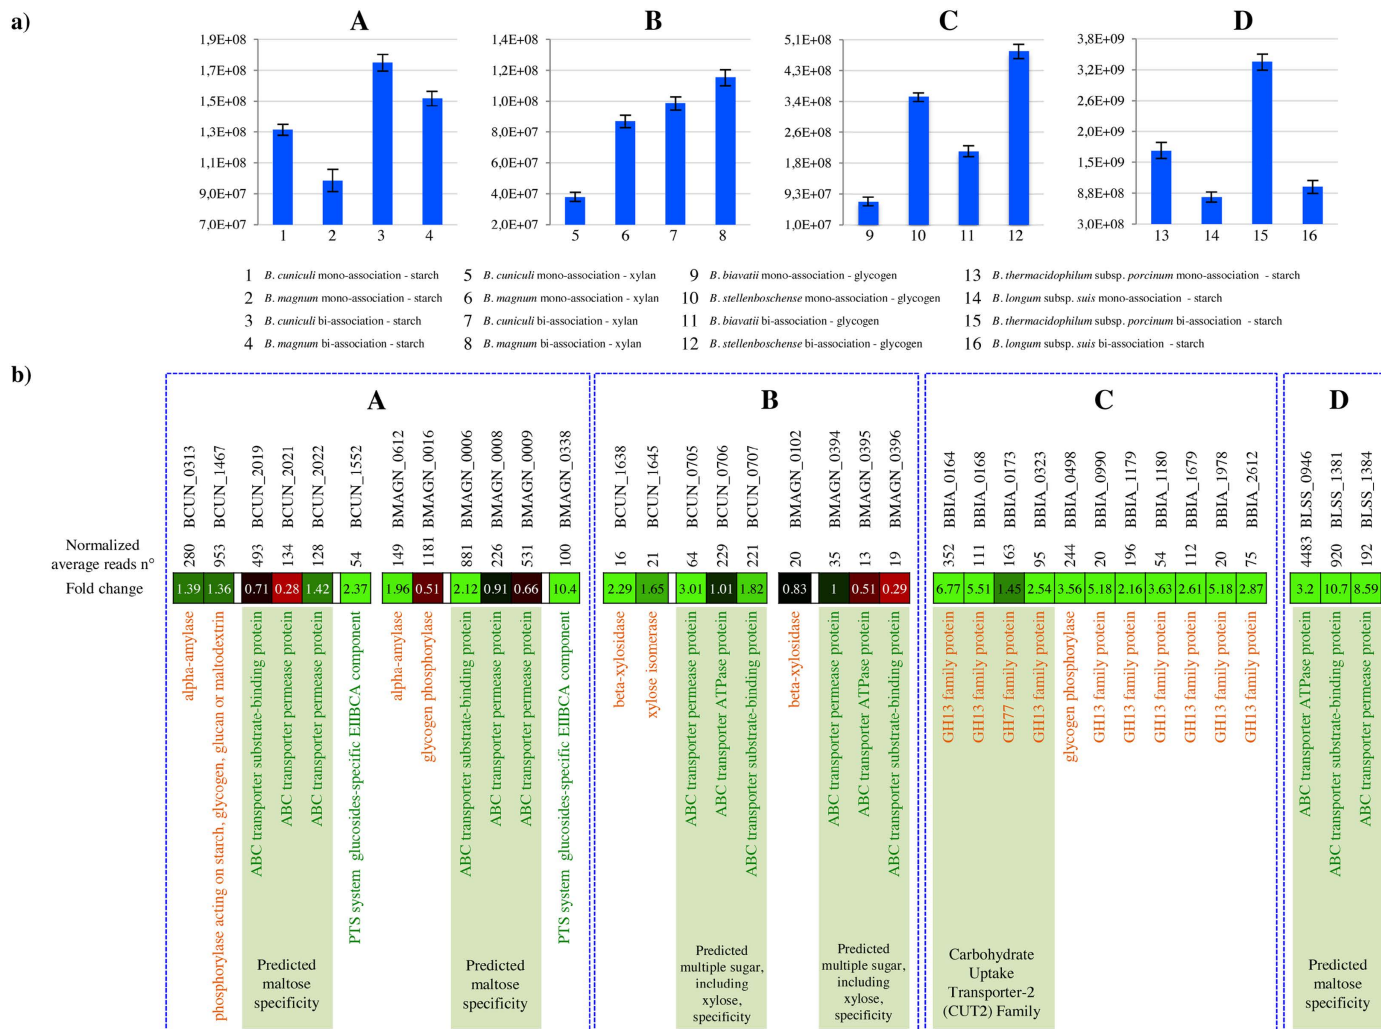 a)
A
B
C
D
1,9E+08
1,7E+08
1,5E+08
1,3E+08
1,1E+08
9,0E+07
7,0E+07
1 2 3 4
1,4E+08
1,2E+08
1,0E+08
8,0E+07
6,0E+07
4,0E+07
2,0E+07
5 6 7 8
5,1E+08
4,3E+08
3,4E+08
2,6E+08
1,8E+08
9,3E+07
1,0E+07
9 10 11 12
3,8E+09
3,2E+09
2,6E+09
2,0E+09
1,5E+09
8,8E+08
3,0E+08
13 14 15 16
1 B. cuniculi mono-association - starch
2 B. magnum mono-association - starch
3 B. cuniculi bi-association - starch
4 B. magnum bi-association - starch
5 B. cuniculi mono-association - xylan
6 B. magnum mono-association - xylan
7 B. cuniculi bi-association - xylan
8 B. magnum bi-association - xylan
9 B. biavatii mono-association - glycogen
10 B. stellenboschense mono-association - glycogen
11 B. biavatii bi-association - glycogen
12 B. stellenboschense bi-association - glycogen
13 B. thermacidophilum subsp. porcinum mono-association - starch
14 B. longum subsp. suis mono-association - starch
15 B. thermacidophilum subsp. porcinum bi-association - starch
16 B. longum subsp. suis bi-association - starch
b)
A
B
C
D
BCUN_0313
BCUN_1467
BCUN_2019
BCUN_2021
BCUN_2022
BCUN_1552
BMAGN_0612
BMAGN_0016
BMAGN_0006
BMAGN_0008
BMAGN_0009
BMAGN_0338
BCUN_1638
BCUN_1645
BCUN_0705
BCUN_0706
BCUN_0707
BMAGN_0102
BMAGN_0394
BMAGN_0395
BMAGN_0396
BBIA_0164
BBIA_0168
BBIA_0173
BBIA_0323
BBIA_0498
BBIA_0990
BBIA_1179
BBIA_1180
BBIA_1679
BBIA_1978
BBIA_2612
BLSS_0946
BLSS_1381
BLSS_1384
Normalized
average reads n°
280 953 493 134 128 54 149 1181 881 226 531 100 16 21 64 229 221 20 35 13 19 352 111 163 95 244 20 196 54 112 20 75 4483 920 192
Fold change
1.39 1.36 0.71 0.28 1.42 2.37 1.96 0.51 2.12 0.91 0.66 10.4 2.29 1.65 3.01 1.01 1.82 0.83 1 0.51 0.29 6.77 5.51 1.45 2.54 3.56 5.18 2.16 3.63 2.61 5.18 2.87 3.2 10.7 8.59
alpha-amylase
phosphorylase acting on starch, glycogen, glucan or maltodextrin
ABC transporter substrate-binding protein
ABC transporter permease protein
ABC transporter permease protein
PTS system glucosides-specific EIIBCA component
alpha-amylase
glycogen phosphorylase
ABC transporter substrate-binding protein
ABC transporter permease protein
ABC transporter permease protein
PTS system glucosides-specific EIIBCA component
beta-xylosidase
xylose isomerase
ABC transporter permease protein
ABC transporter ATPase protein
ABC transporter substrate-binding protein
beta-xylosidase
ABC transporter permease protein
ABC transporter ATPase protein
ABC transporter substrate-binding protein
GH13 family protein
GH13 family protein
GH77 family protein
GH13 family protein
glycogen phosphorylase
GH13 family protein
GH13 family protein
GH13 family protein
GH13 family protein
GH13 family protein
GH13 family protein
ABC transporter ATPase protein
ABC transporter substrate-binding protein
ABC transporter permease protein
Predicted
maltose
specificity
Predicted
maltose
specificity
Predicted
multiple sugar,
including
xylose,
specificity
Predicted
multiple sugar,
including
xylose,
specificity
Carbohydrate
Uptake
Transporter-2
(CUT2) Family
Predicted
maltose
specificity